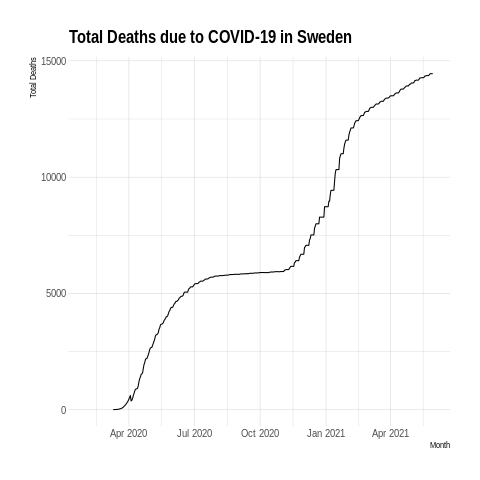 Total Deaths due to COVID-19 in Sweden
Total Deaths
15000
10000
5000
0
Apr 2020 Jul 2020 Oct 2020 Jan 2021 Apr 2021
Month